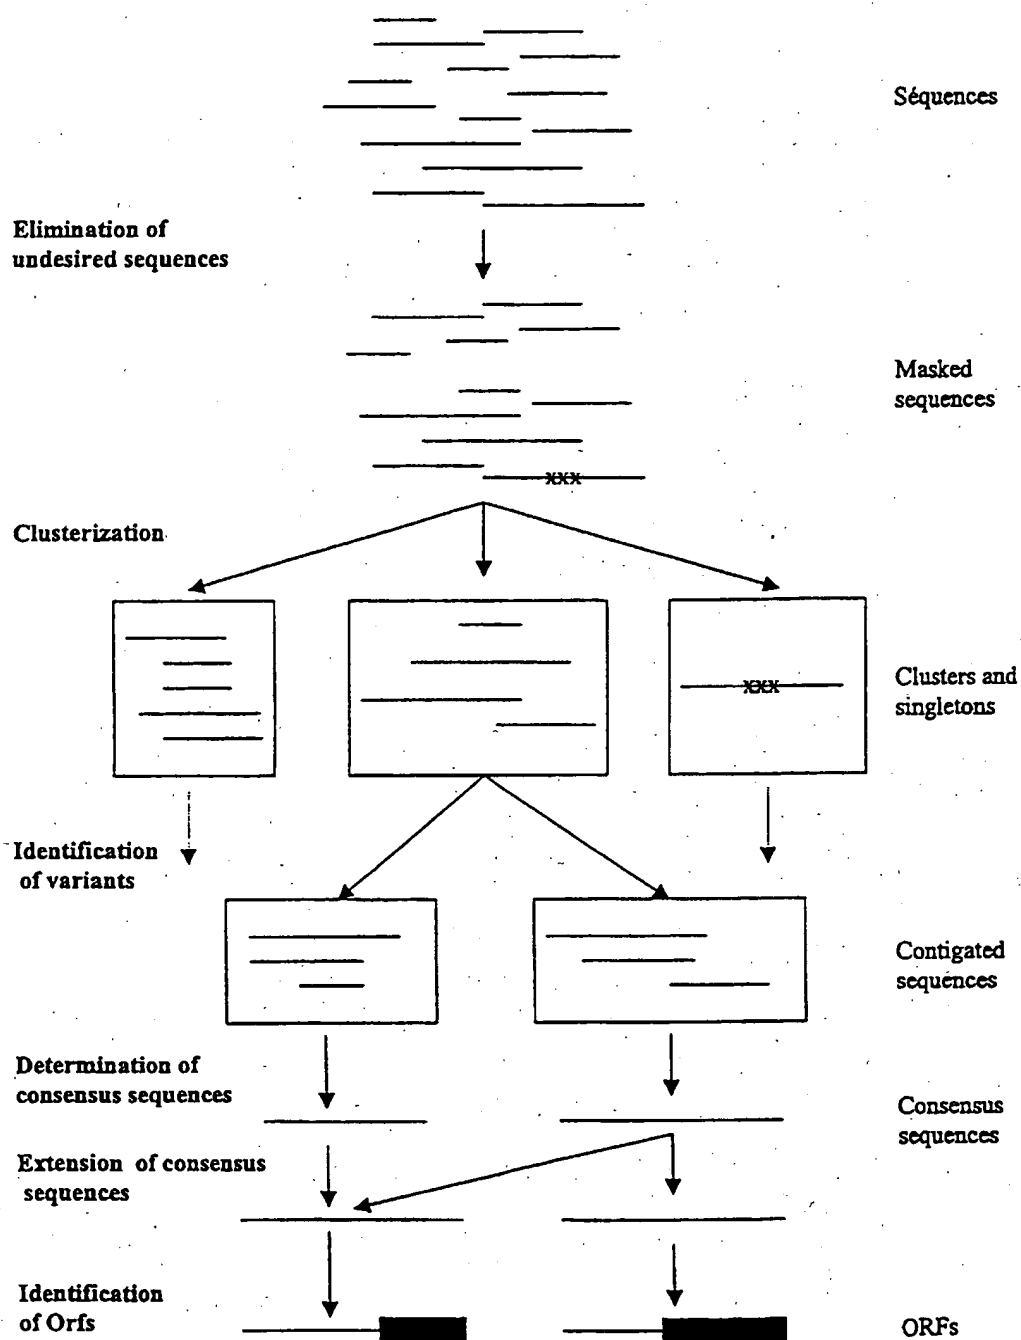 Séquences
Elimination of
undesired sequences
Masked
sequences
xxx
Clusterization
xxx
Clusters and
singletons
Identification
of variants
Contigated
sequences
Determination of
consensus sequences
Consensus
sequences
Extension of consensus
sequences
Identification
of Orfs
ORFs